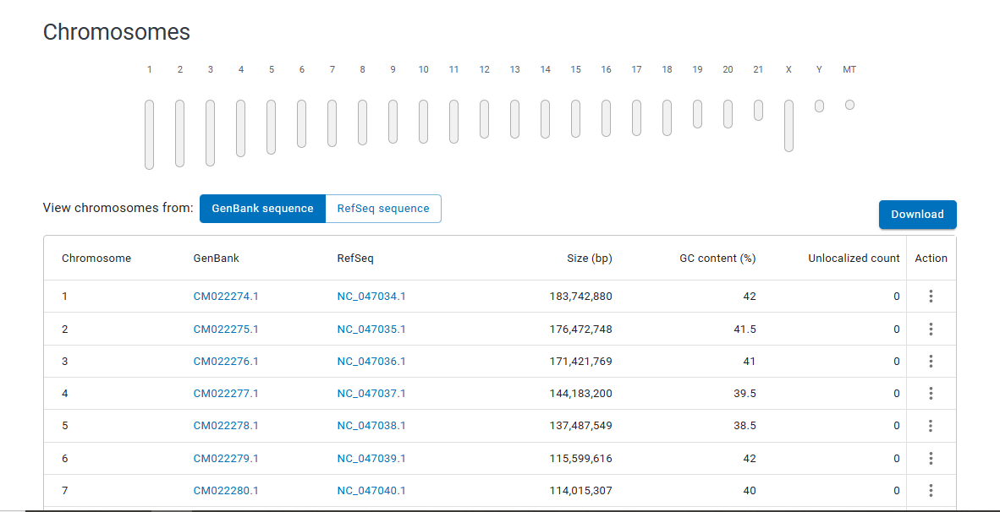 Chromosomes
1 2 3 4 5 6 7 8 9 10 11 12 13 14 15 16 17 18 19 20 21 X Y MT
View chromosomes from: GenBank sequence RefSeq sequence
Download
Chromosome GenBank RefSeq Size (bp) GC content (%) Unlocalized count Action
1 CM022274.1 NC_047034.1 183,742,880 42 0
2 CM022275.1 NC_047035.1 176,472,748 41.5 0
3 CM022276.1 NC_047036.1 171,421,769 41 0
4 CM022277.1 NC_047037.1 144,183,200 39.5 0
5 CM022278.1 NC_047038.1 137,487,549 38.5 0
6 CM022279.1 NC_047039.1 115,599,616 42 0
7 CM022280.1 NC_047040.1 114,015,307 40 0